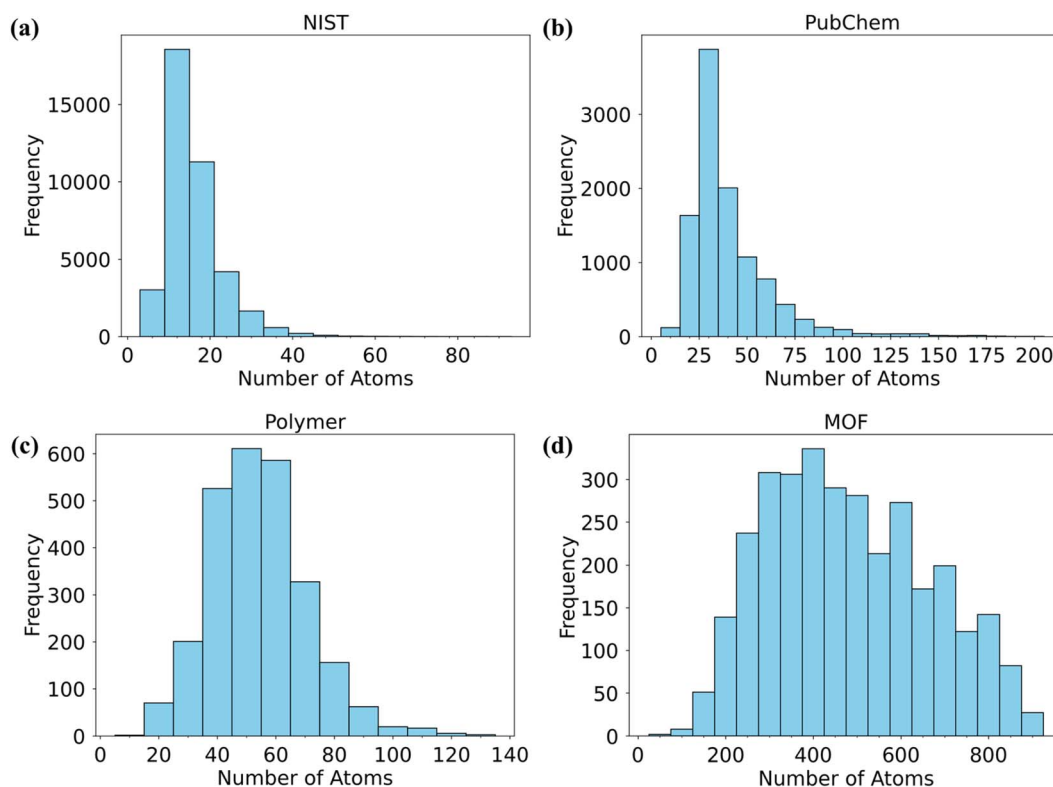 (a)
NIST
Frequency
15000
10000
5000
0
0 20 40 60 80
Number of Atoms
(b)
PubChem
Frequency
3000
2000
1000
0
0 25 50 75 100 125 150 175 200
Number of Atoms
(c)
Polymer
Frequency
600
500
400
300
200
100
0
0 20 40 60 80 100 120 140
Number of Atoms
(d)
MOF
Frequency
300
250
200
150
100
50
0
200 400 600 800
Number of Atoms